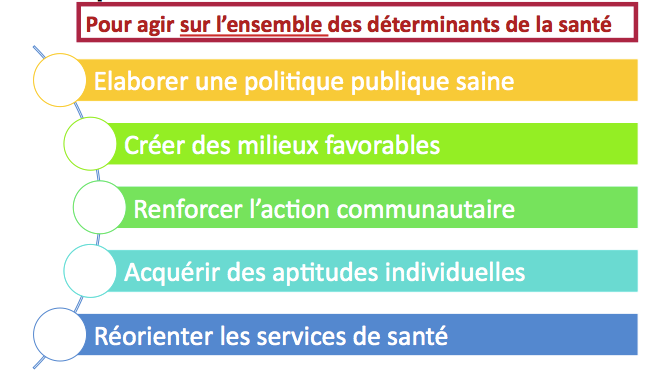 Pour agir sur l'ensemble des déterminants de la santé
Elaborer une politique publique saine
Créer des milieux favorables
Renforcer l'action communautaire
Acquérir des aptitudes individuelles
Réorienter les services de santé